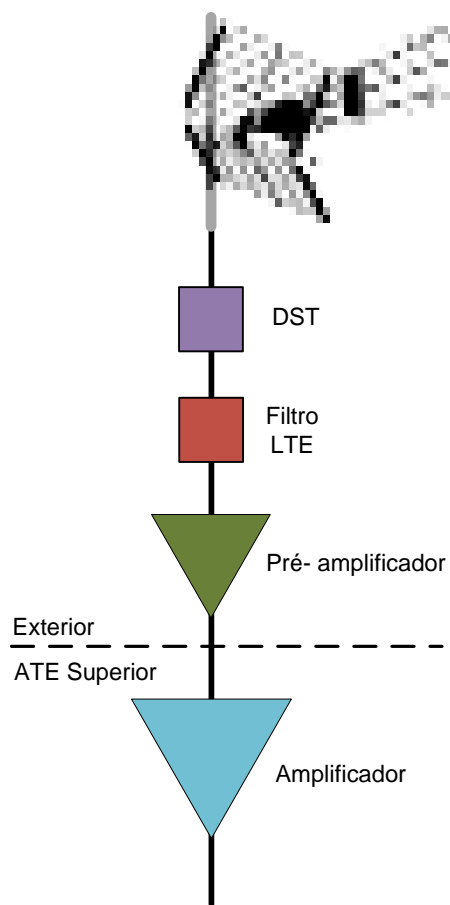 DST
Filtro
LTE
Pré- amplificador
Exterior
ATE Superior
Amplificador